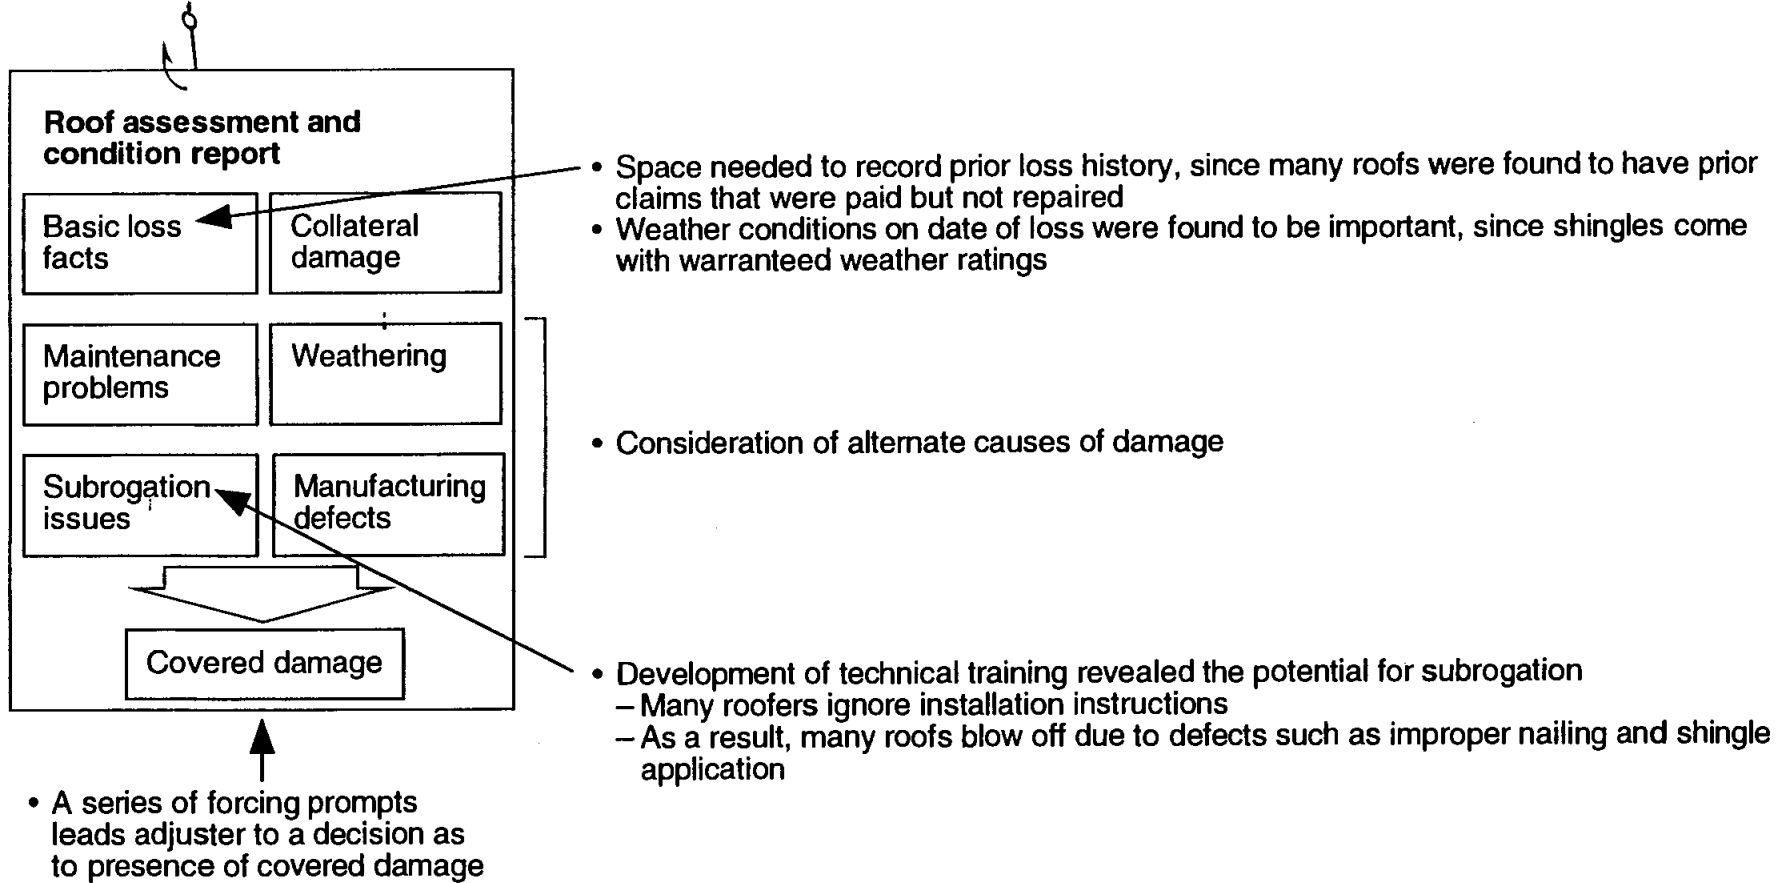 Roof assessment and
condition report
Basic loss
facts
Collateral
damage
• Space needed to record prior loss history, since many roofs were found to have prior
claims that were paid but not repaired
• Weather conditions on date of loss were found to be important, since shingles come
with warranteed weather ratings
Maintenance
problems
Weathering
• Consideration of alternate causes of damage
Subrogation
issues
Manufacturing
defects
Covered damage
• Development of technical training revealed the potential for subrogation
– Many roofers ignore installation instructions
– As a result, many roofs blow off due to defects such as improper nailing and shingle
application
• A series of forcing prompts
leads adjuster to a decision as
to presence of covered damage